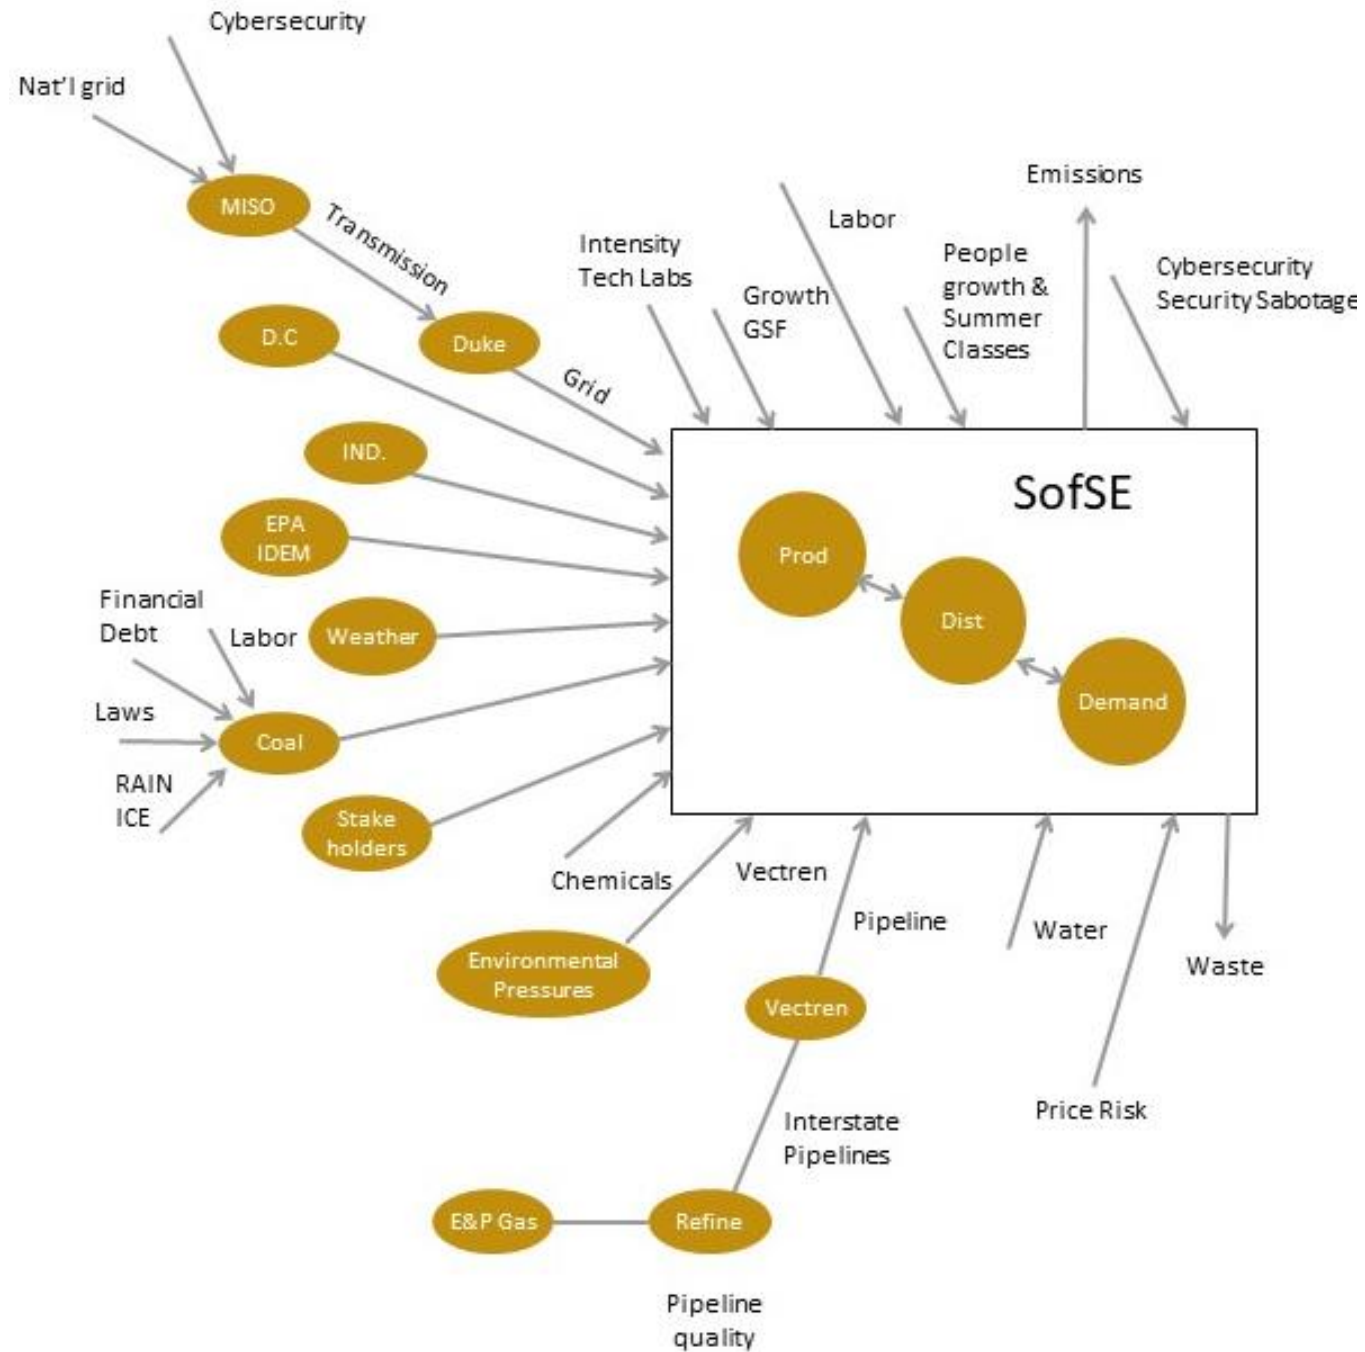 Cybersecurity
Nat'l grid
MISO
Transmission
Duke
Grid
D.C
IND.
EPA
IDEM
Weather
Financial
Debt
Labor
Laws
RAIN
ICE
Coal
Stake
holders
Intensity
Tech Labs
Growth
GSF
Labor
People
growth &
Summer
Classes
Emissions
Cybersecurity
Security Sabotage
SofSE
Prod
Dist
Demand
Chemicals
Environmental
Pressures
Vectren
Pipeline
Vectren
Interstate
Pipelines
E&P Gas
Refine
Pipeline
quality
Water
Price Risk
Waste